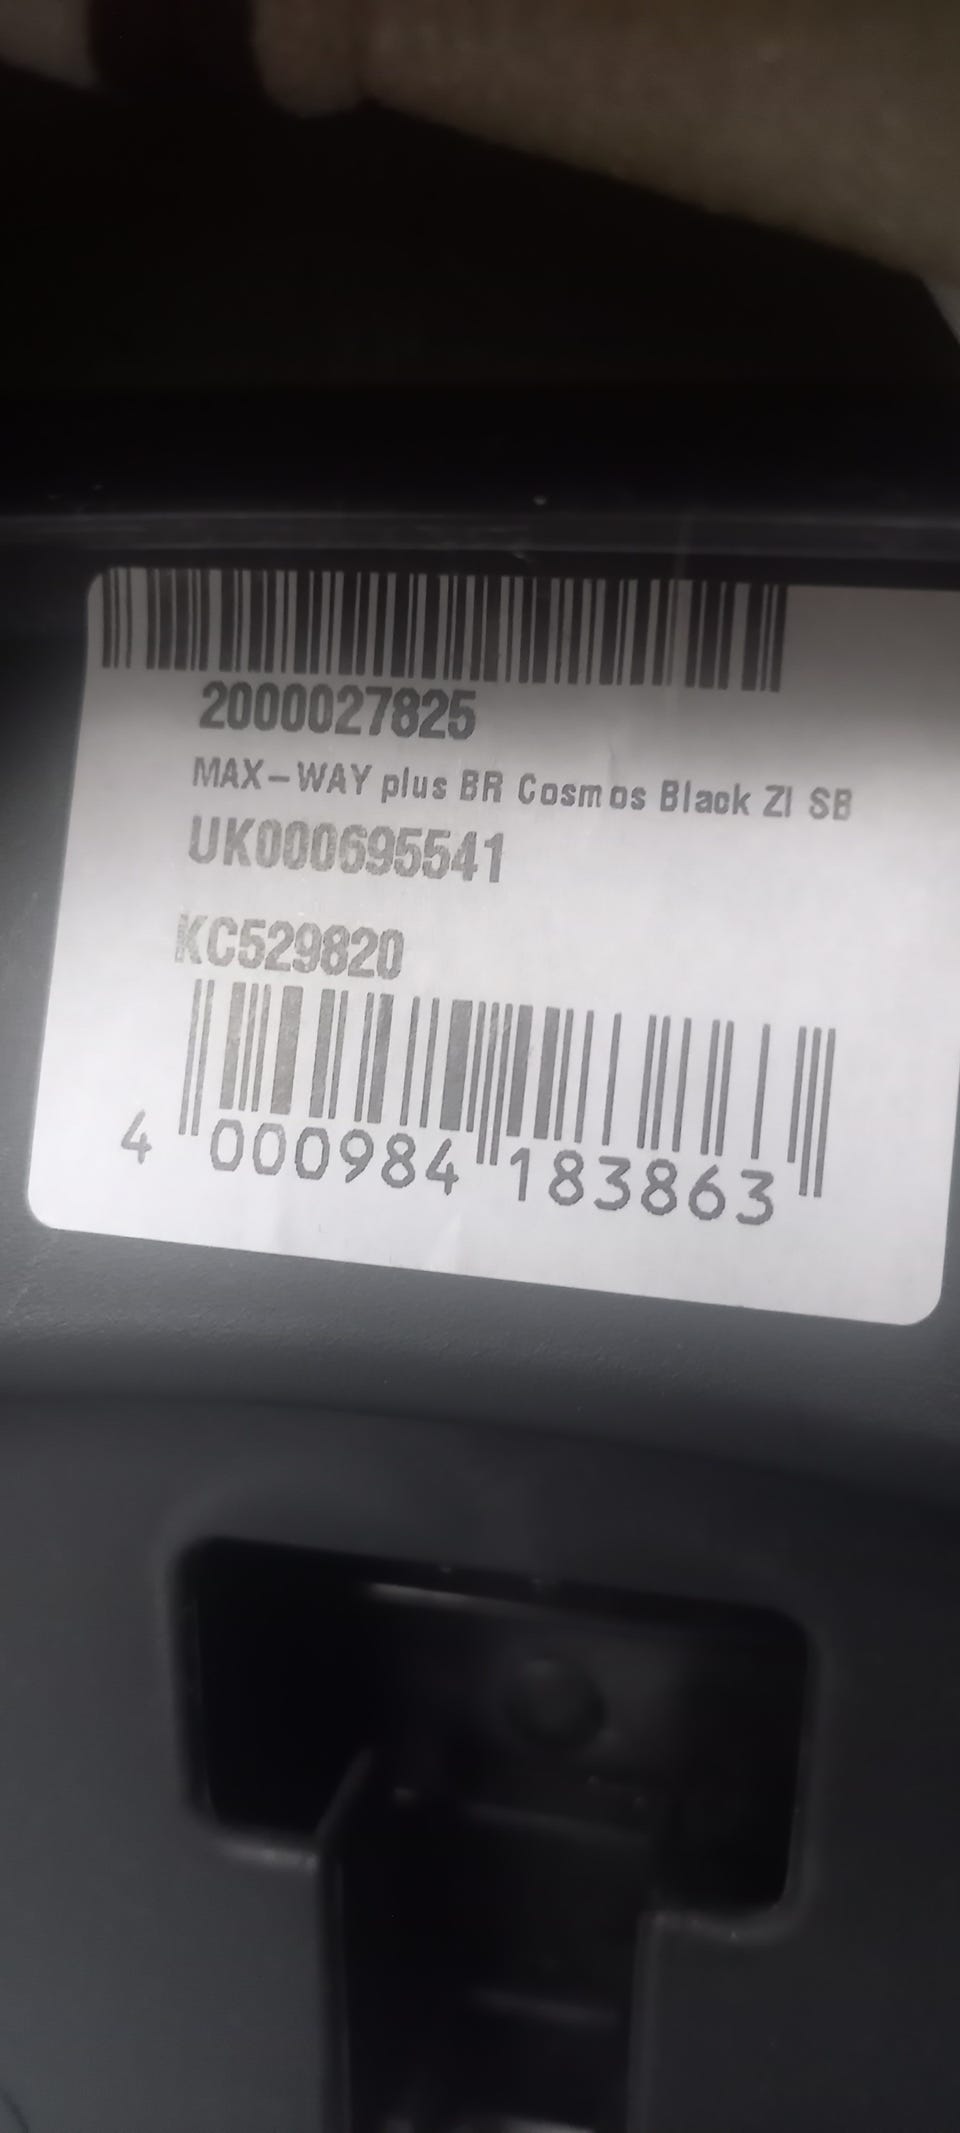 2000027825
MAX-WAY plus BR Cosmos Black ZI SB
UK000695541
KC529820
4 000984 183863